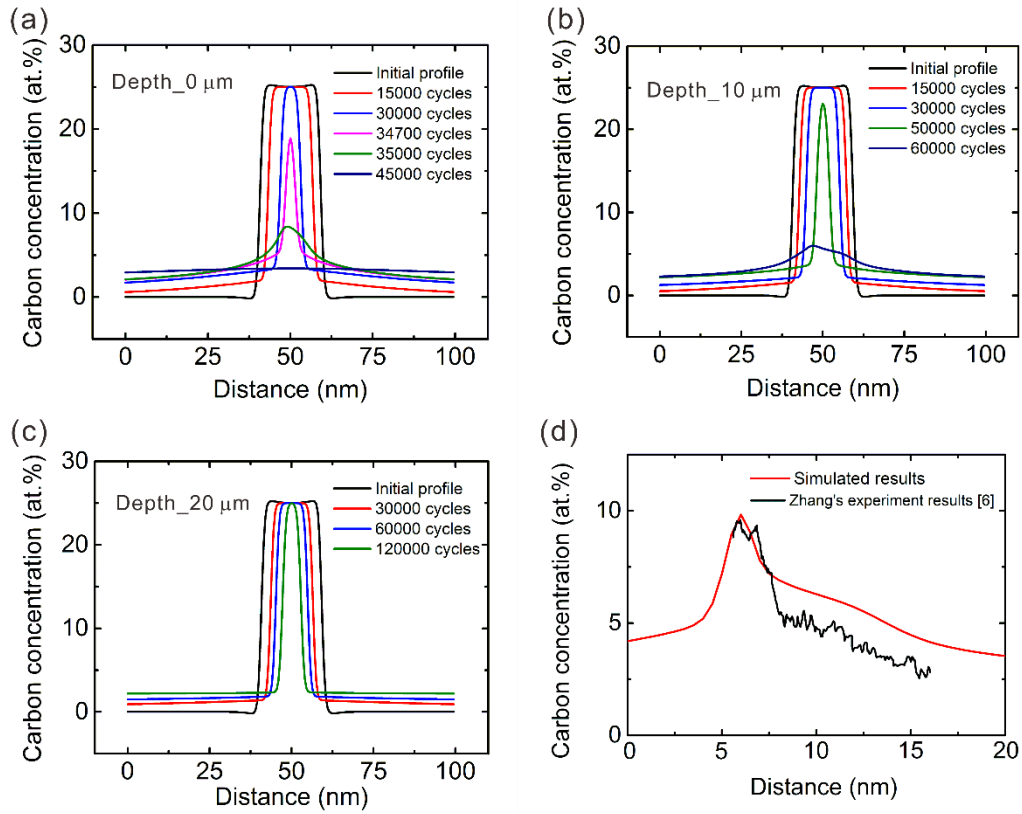 (a)
30
20
10
0
Carbon concentration (at.%)
Depth_0 μm
Initial profile
15000 cycles
30000 cycles
34700 cycles
35000 cycles
45000 cycles
0 25 50 75 100
Distance (nm)
(b)
30
20
10
0
Carbon concentration (at.%)
Depth_10 μm
Initial profile
15000 cycles
30000 cycles
50000 cycles
60000 cycles
0 25 50 75 100
Distance (nm)
(c)
30
20
10
0
Carbon concentration (at.%)
Depth_20 μm
Initial profile
30000 cycles
60000 cycles
120000 cycles
0 25 50 75 100
Distance (nm)
(d)
10
5
0
Carbon concentration (at.%)
Simulated results
Zhang's experiment results [6]
0 5 10 15 20
Distance (nm)